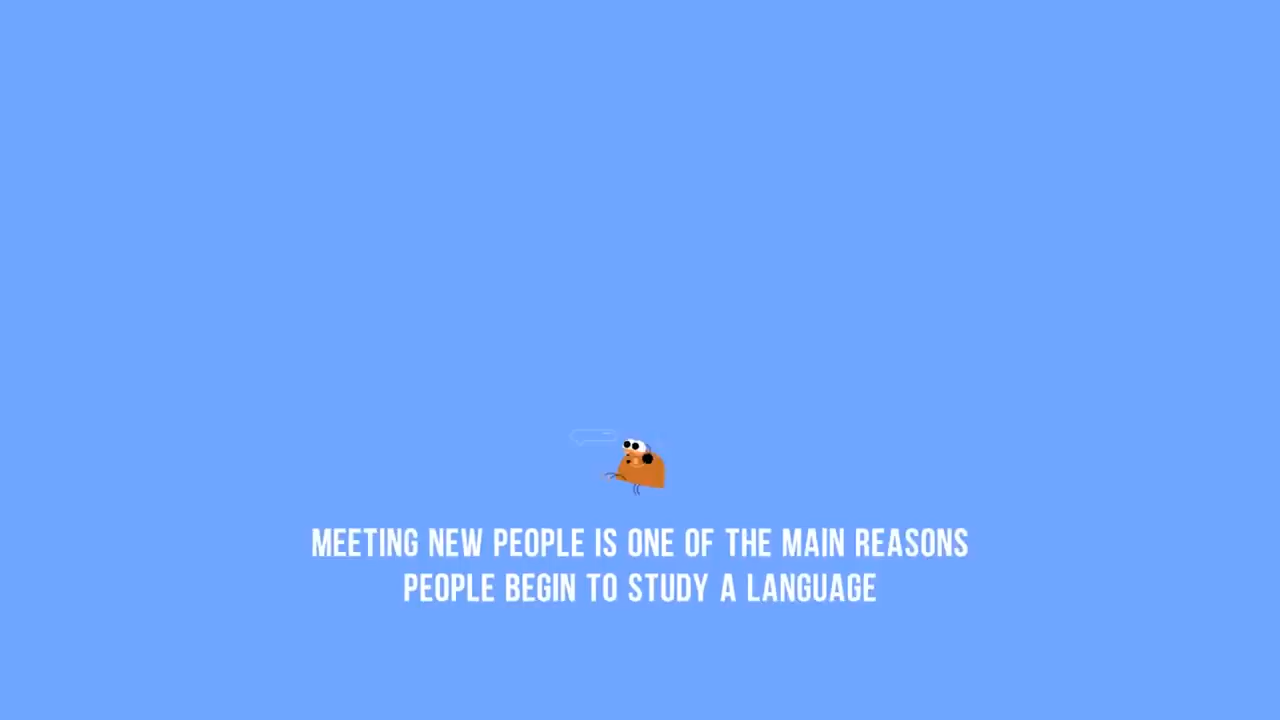 MEETING NEW PEOPLE IS ONE OF THE MAIN REASONS
PEOPLE BEGIN TO STUDY A LANGUAGE